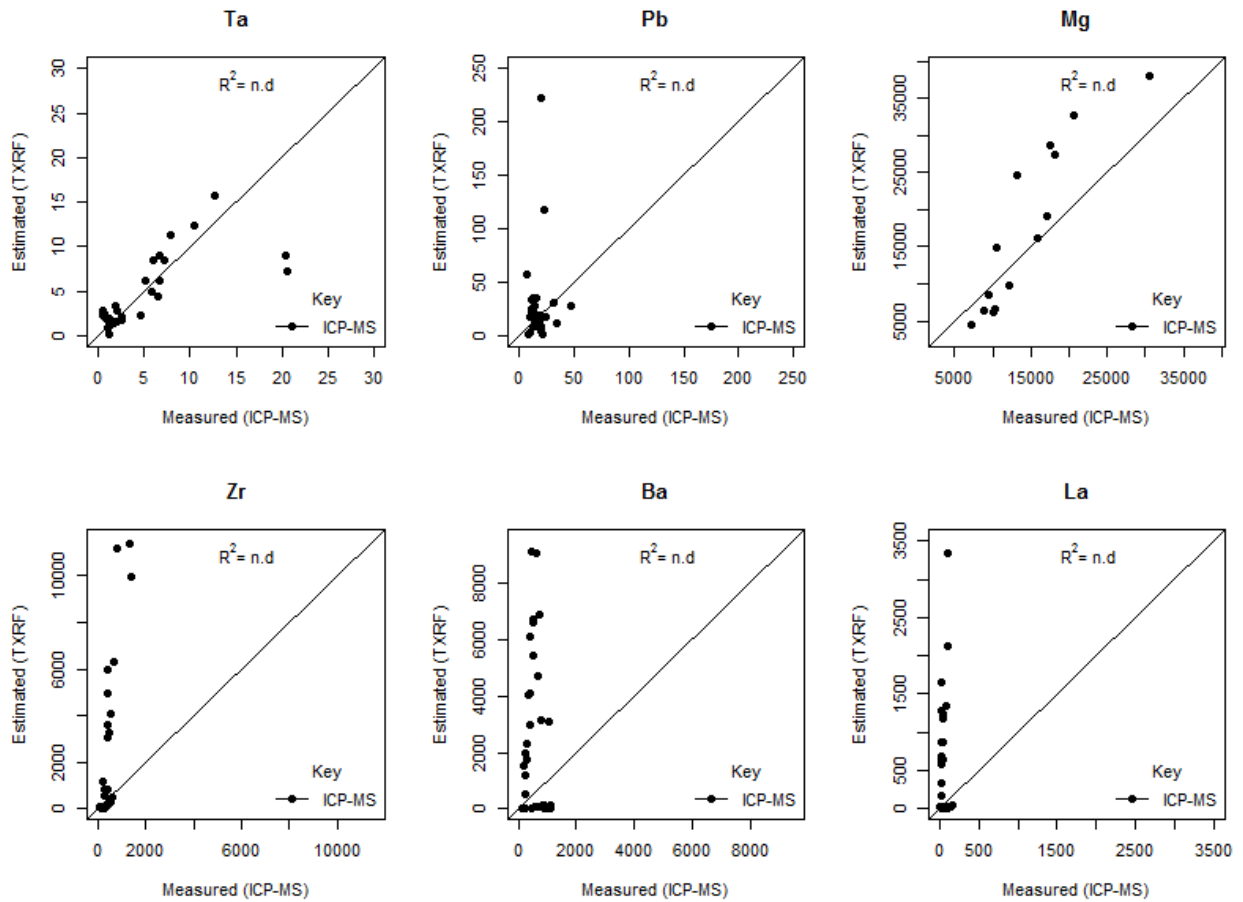 Ta
Pb
Mg
R2= n.d
R2= n.d
R2= n.d
Estimated (TXRF)
0 5 10 15 20 25 30
Key
ICP-MS
0 5 10 15 20 25 30
Measured (ICP-MS)
Estimated (TXRF)
0 50 100 150 200 250
Key
ICP-MS
0 50 100 150 200 250
Measured (ICP-MS)
Estimated (TXRF)
5000 15000 25000 35000
Key
ICP-MS
5000 15000 25000 35000
Measured (ICP-MS)
Zr
Ba
La
R2= n.d
R2= n.d
R2= n.d
Estimated (TXRF)
0 2000 6000 10000
Key
ICP-MS
0 2000 6000 10000
Measured (ICP-MS)
Estimated (TXRF)
0 2000 4000 6000 8000
Key
ICP-MS
0 2000 4000 6000 8000
Measured (ICP-MS)
Estimated (TXRF)
0 500 1500 2500 3500
Key
ICP-MS
0 500 1500 2500 3500
Measured (ICP-MS)